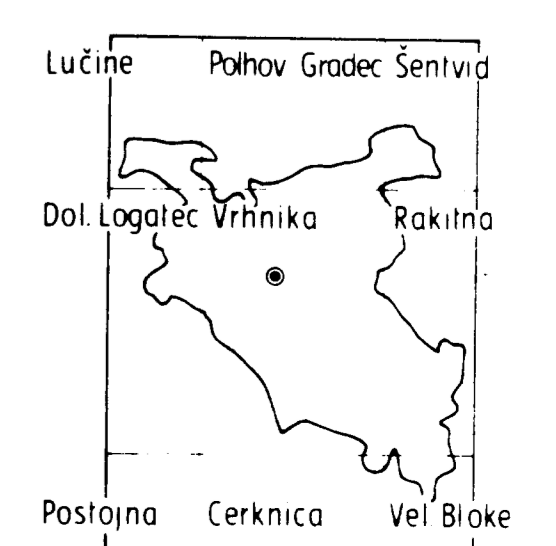 Lučine Polhov Gradec Šentvid
Dol. Logatec Vrhnika Rakitna
Postojna Cerknica Vel. Bloke